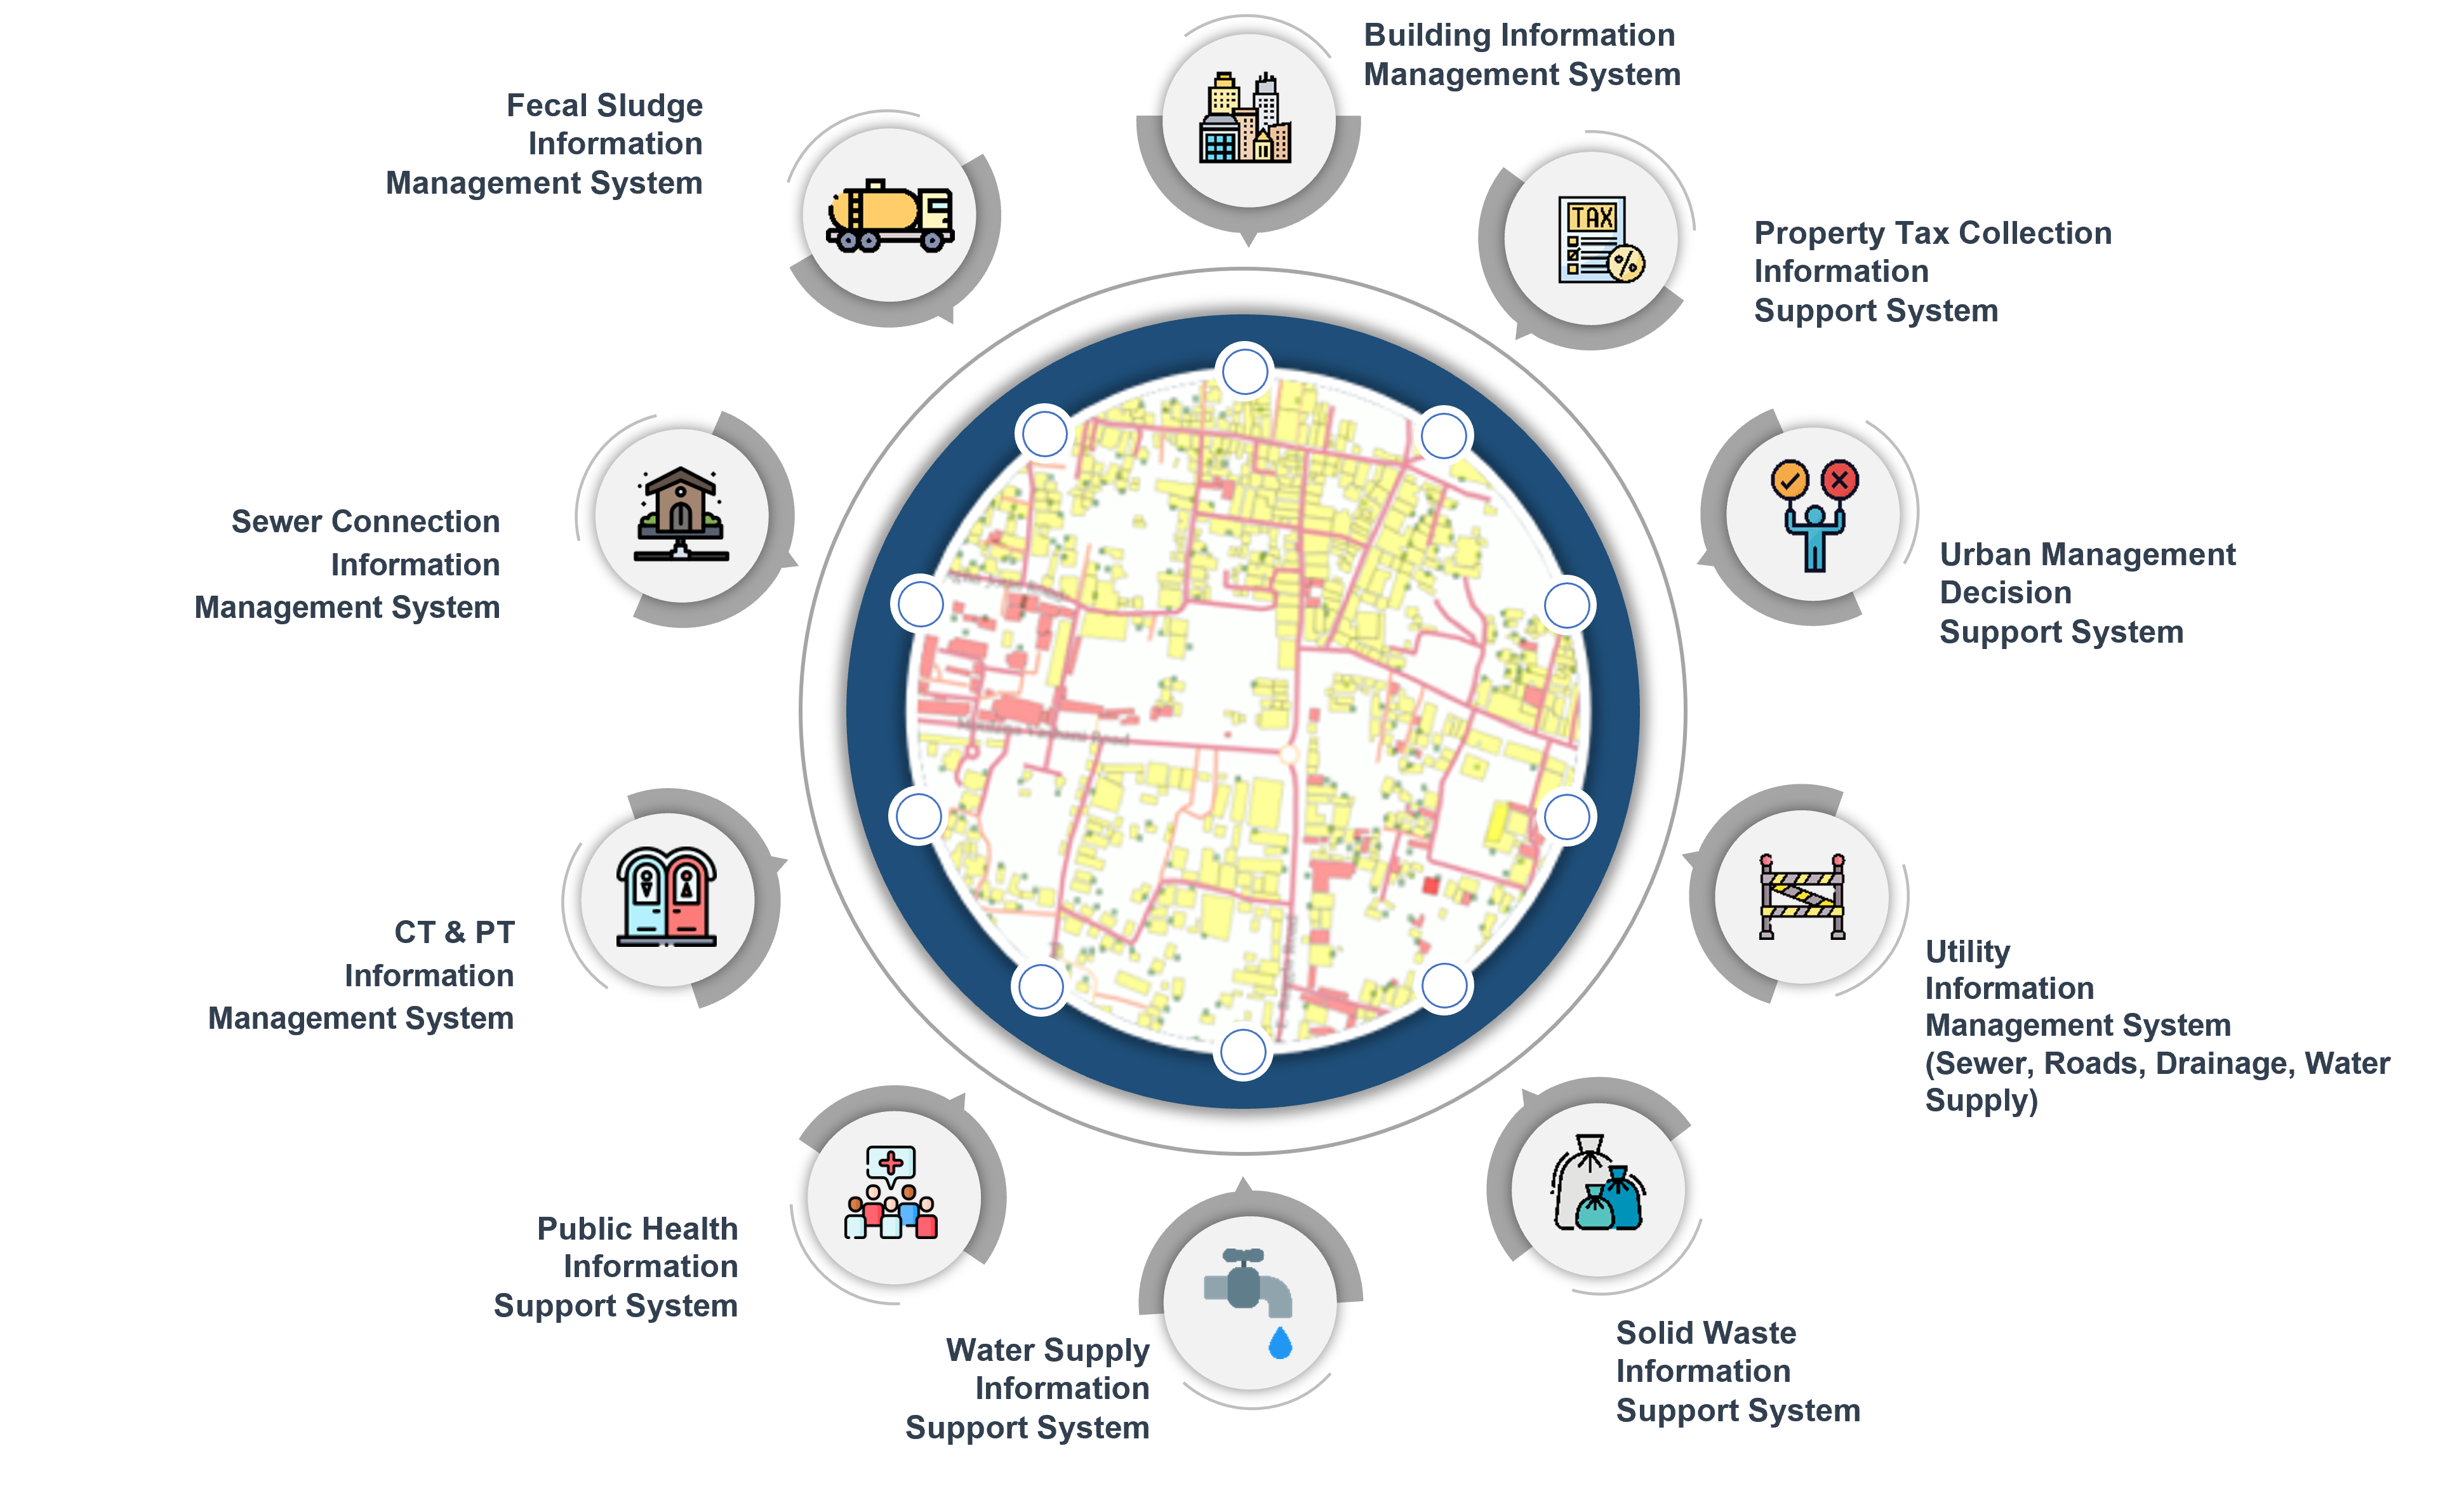 Building Information
Management System
Fecal Sludge
Information
Management System
TAX
%
Property Tax Collection
Information
Support System
Sewer Connection
Information
Management System
Urban Management
Decision
Support System
CT & PT
Information
Management System
Utility
Information
Management System
(Sewer, Roads, Drainage, Water
Supply)
Public Health
Information
Support System
Water Supply
Information
Support System
Solid Waste
Information
Support System